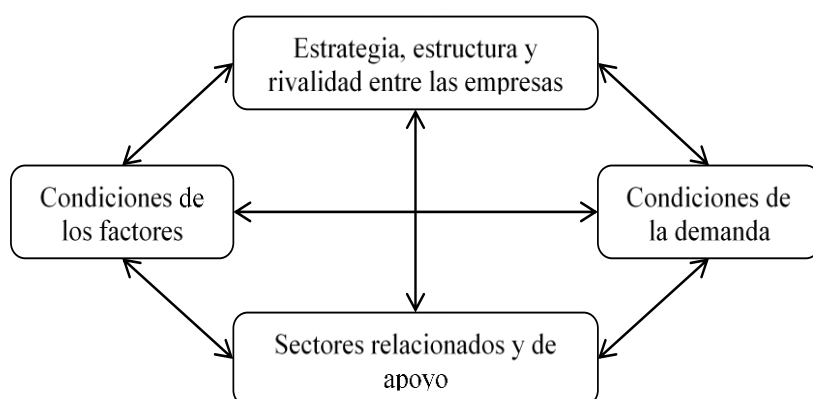 Estrategia, estructura y
rivalidad entre las empresas
Condiciones de
los factores
Condiciones de
la demanda
Sectores relacionados y de
apoyo